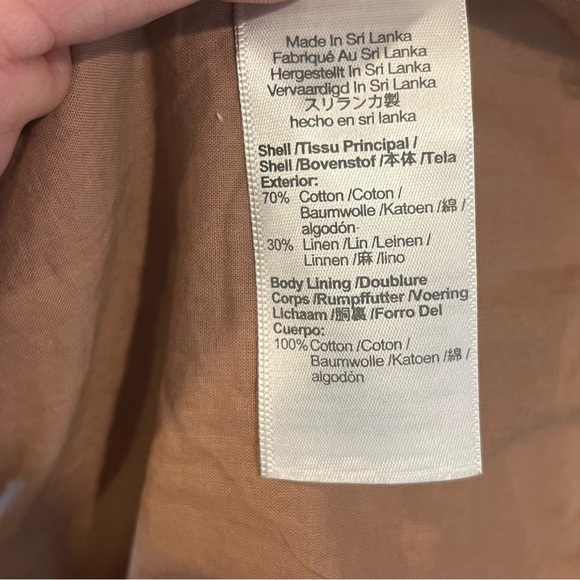 Made In Sri Lanka
Fabriqué Au Sri Lanka
Hergestellt In Sri Lanka
Vervaardigd In Sri Lanka
スリランカ製
hecho en sri lanka
Shell /Tissu Principal /
Shell /Bovenstof /本体 /Tela
Exterior:
70% Cotton /Coton /
Baumwolle /Katoen /綿 /
algodón
30% Linen /Lin /Leinen /
Linnen /麻 /lino
Body Lining /Doublure
Corps /Rumpffutter /Voering
Lichaam /胴裏 /Forro Del
Cuerpo:
100% Cotton /Coton /
Baumwolle /Katoen /綿 /
algodón